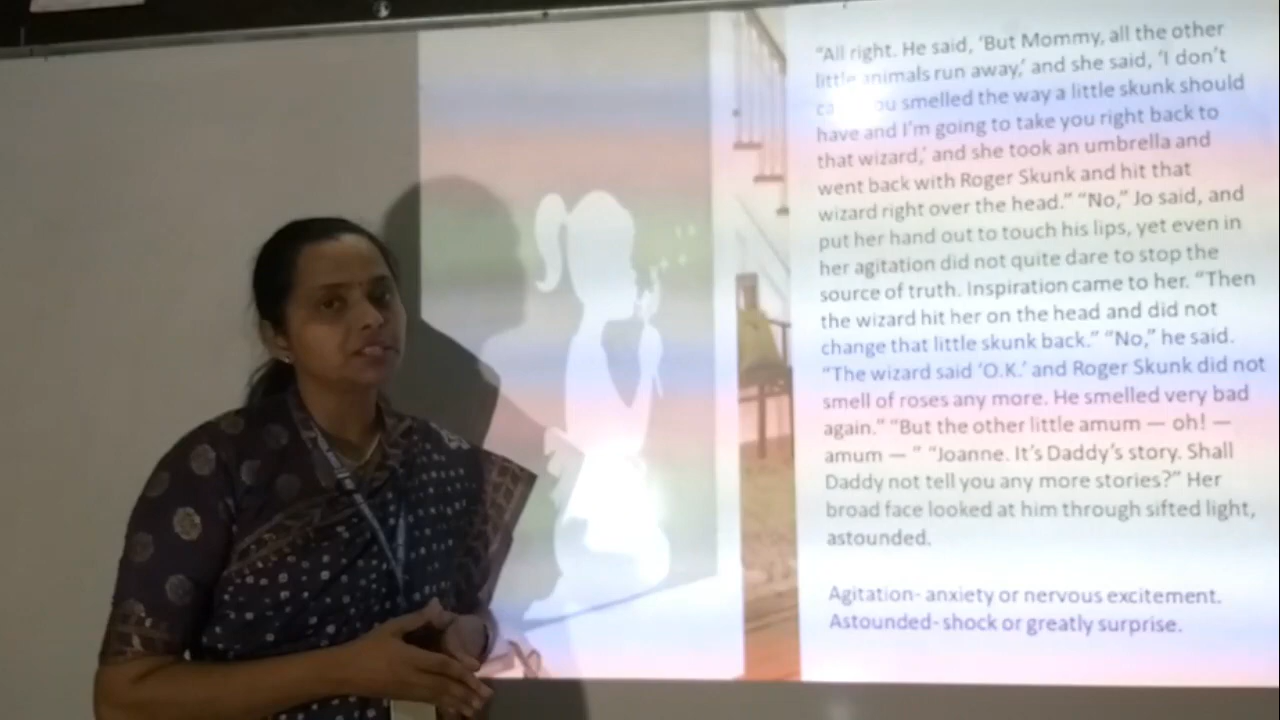 "All right. He said, 'But Mommy, all the other
little animals run away,' and she said, 'I don't
you smelled the way a little skunk should
have and I'm going to take you right back to
that wizard,' and she took an umbrella and
went back with Roger Skunk and hit that
wizard right over the head." "No," Jo said, and
put her hand out to touch his lips, yet even in
her agitation did not quite dare to stop the
source of truth. Inspiration came to her. "Then
the wizard hit her on the head and did not
change that little skunk back." "No," he said.
"The wizard said 'O.K.' and Roger Skunk did not
smell of roses any more. He smelled very bad
again." "But the other little amum — oh! —
amum — " "Joanne. It's Daddy's story. Shall
Daddy not tell you any more stories?" Her
broad face looked at him through sifted light,
astounded.
Agitation- anxiety or nervous excitement.
Astounded- shock or greatly surprise.